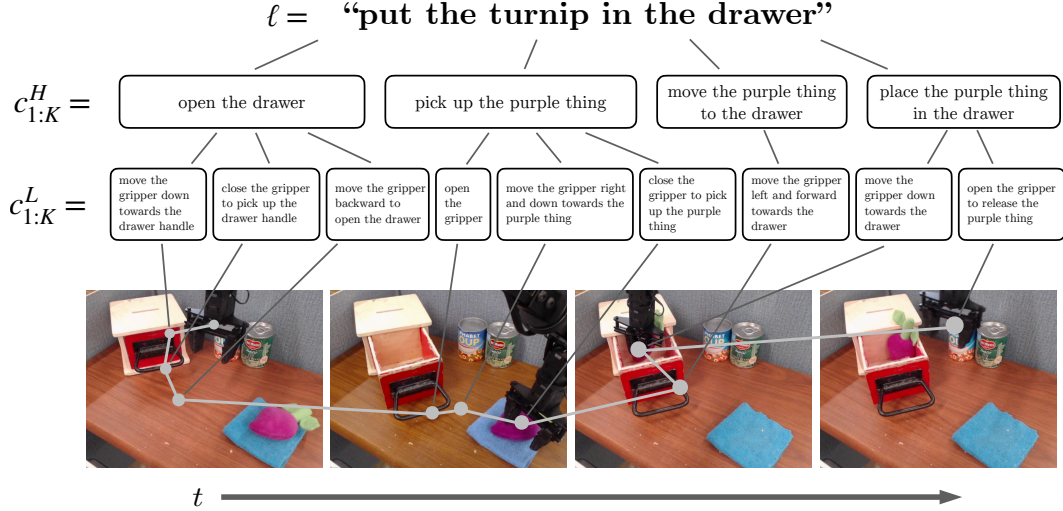 ℓ = “put the turnip in the drawer”
c^H_{1:K} =
open the drawer
pick up the purple thing
move the purple thing
to the drawer
place the purple thing
in the drawer
c^L_{1:K} =
move the
gripper down
towards the
drawer handle
close the gripper
to pick up the
drawer handle
move the gripper
backward to
open the drawer
open
the
gripper
move the gripper right
and down towards the
purple thing
close the
gripper to pick
up the purple
thing
move the gripper
left and forward
towards the
drawer
move the
gripper down
towards the
drawer
open the gripper
to release the
purple thing
t